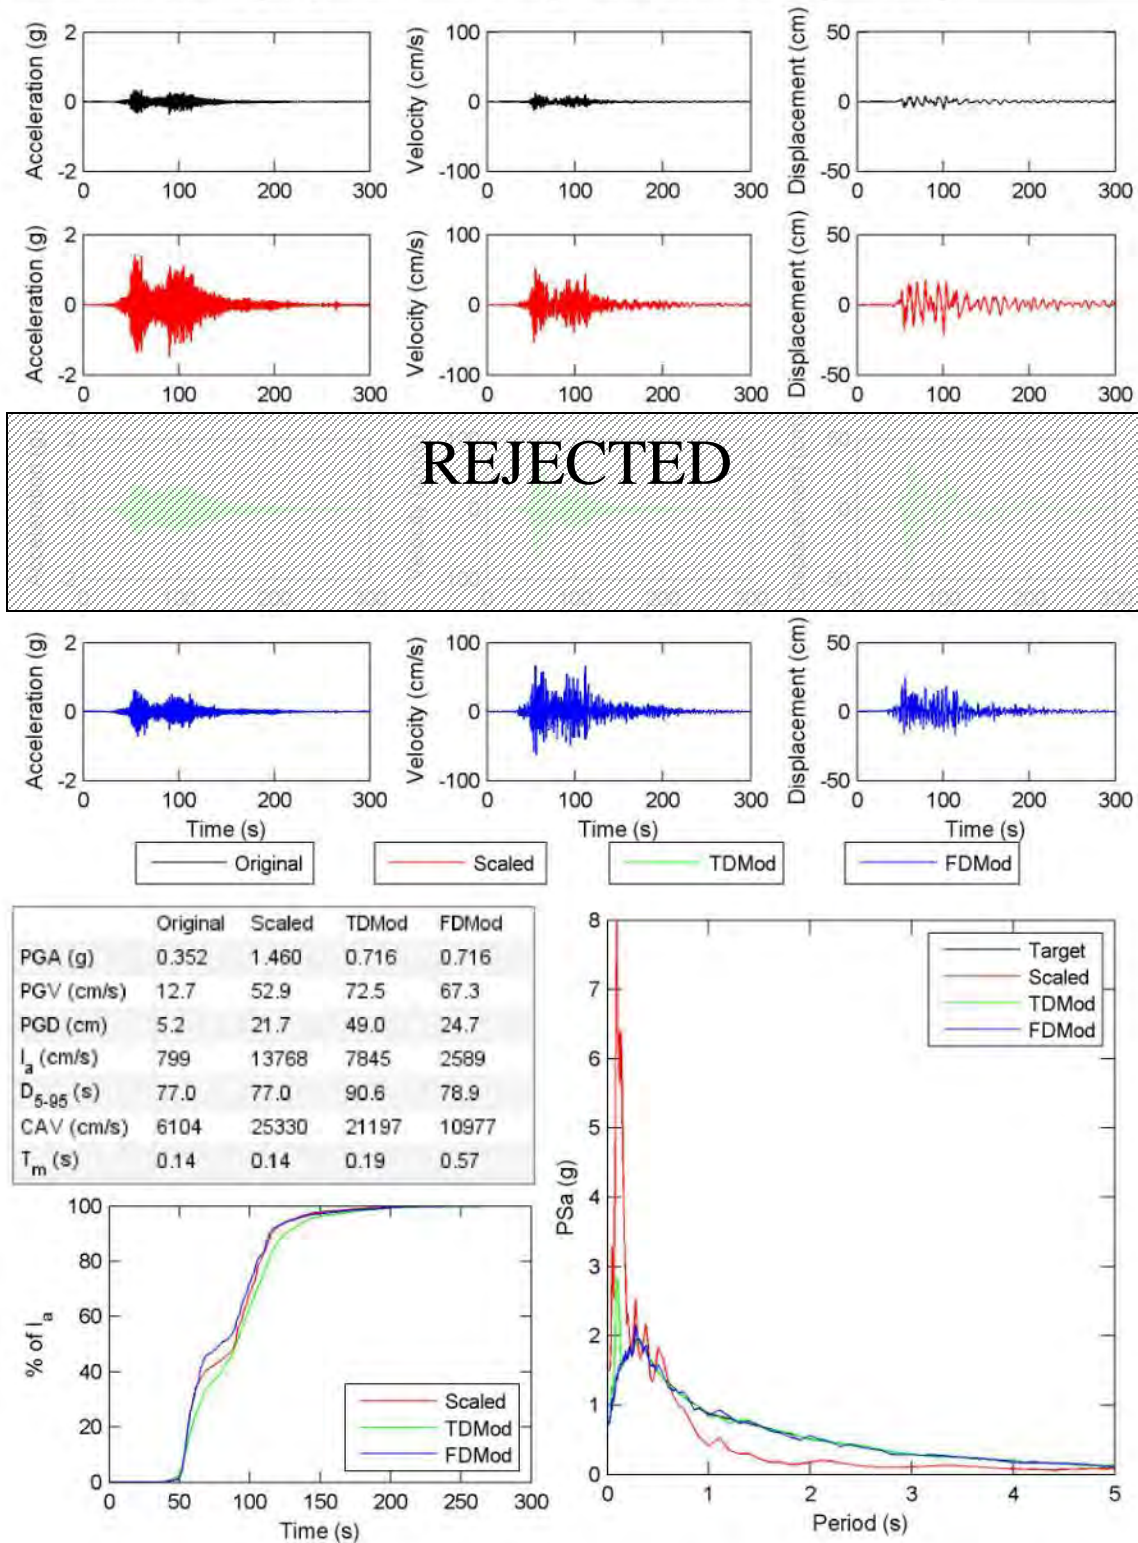 Acceleration (g)
2
0
-2
0 100 200 300
Velocity (cm/s)
100
0
-100
0 100 200 300
Displacement (cm)
50
0
-50
0 100 200 300
Acceleration (g)
2
0
-2
0 100 200 300
Velocity (cm/s)
100
0
-100
0 100 200 300
Displacement (cm)
50
0
-50
0 100 200 300
REJECTED
Acceleration (g)
2
0
-2
0 100 200 300
Time (s)
Velocity (cm/s)
100
0
-100
0 100 200 300
Time (s)
Displacement (cm)
50
0
-50
0 100 200 300
Time (s)
Original
Scaled
TDMod
FDMod
Original Scaled TDMod FDMod
PGA (g) 0.352 1.460 0.716 0.716
PGV (cm/s) 12.7 52.9 72.5 67.3
PGD (cm) 5.2 21.7 49.0 24.7
Ia (cm/s) 799 13768 7845 2589
D5-95 (s) 77.0 77.0 90.6 78.9
CAV (cm/s) 6104 25330 21197 10977
Tm (s) 0.14 0.14 0.19 0.57
% of Ia
100
80
60
40
20
0
0 50 100 150 200 250 300
Time (s)
Scaled
TDMod
FDMod
PSa (g)
8
7
6
5
4
3
2
1
0
0 1 2 3 4 5
Period (s)
Target
Scaled
TDMod
FDMod